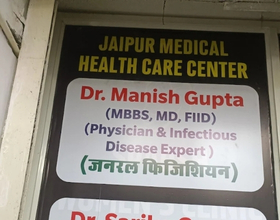 JAIPUR MEDICAL
HEALTH CARE CENTER
Dr. Manish Gupta
(MBBS, MD, FIID)
(Physician & Infectious
Disease Expert )
(जनरल फिजिशियन)